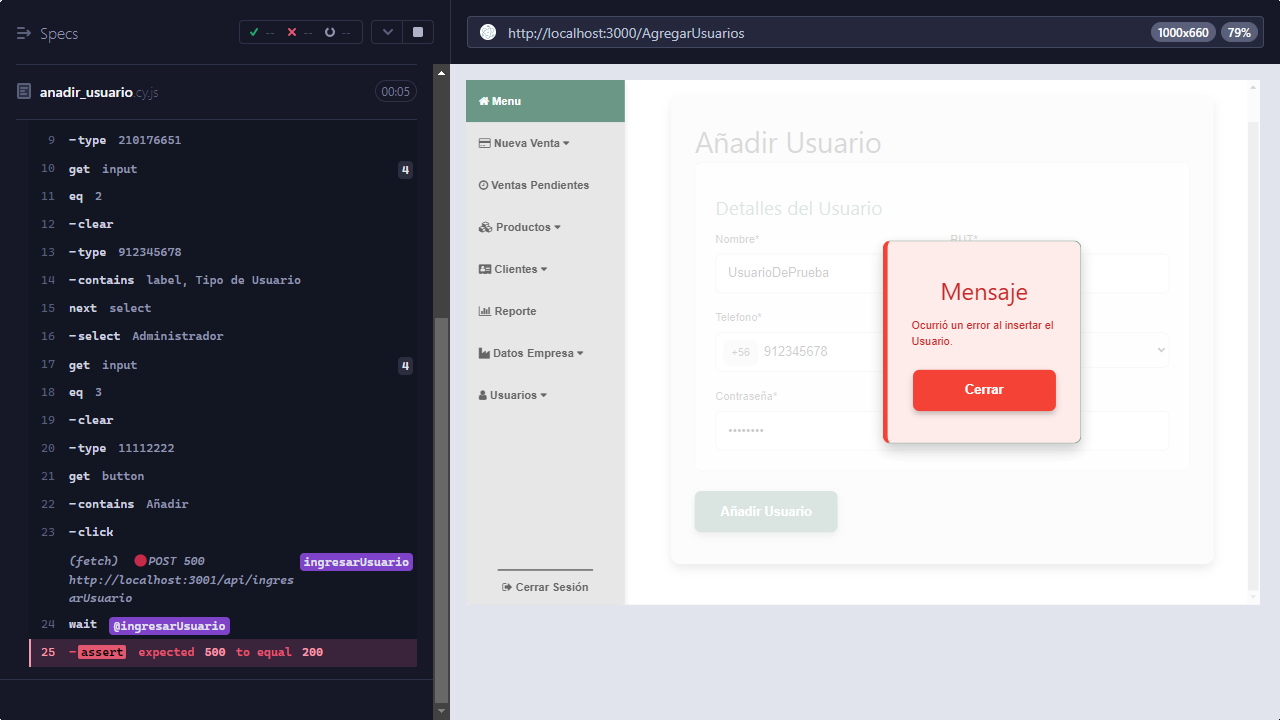 Specs
-- -- --
anadir_usuario.cy.js 00:05
9 -type 210176651
10 get input 4
11 eq 2
12 -clear
13 -type 912345678
14 -contains label, Tipo de Usuario
15 next select
16 -select Administrador
17 get input 4
18 eq 3
19 -clear
20 -type 11112222
21 get button
22 -contains Añadir
23 -click
(fetch) POST 500 ingresarUsuario
http://localhost:3001/api/ingres
arUsuario
24 wait @ingresarUsuario
25 -assert expected 500 to equal 200
http://localhost:3000/AgregarUsuarios 1000x660 79%
Menu
Nueva Venta
Ventas Pendientes
Productos
Clientes
Reporte
Datos Empresa
Usuarios
Cerrar Sesión
Añadir Usuario
Detalles del Usuario
Nombre* RUT*
UsuarioDePrueba
Telefono*
+56 912345678
Contraseña*
••••••••
Añadir Usuario
Mensaje
Ocurrió un error al insertar el
Usuario.
Cerrar